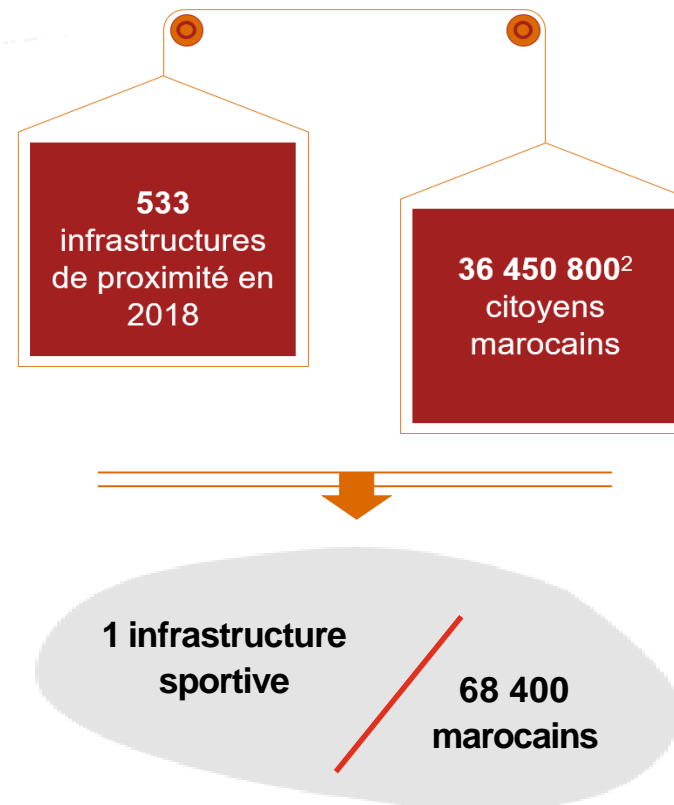 533
infrastructures
de proximité en
2018
36 450 800²
citoyens
marocains
1 infrastructure
sportive
68 400
marocains